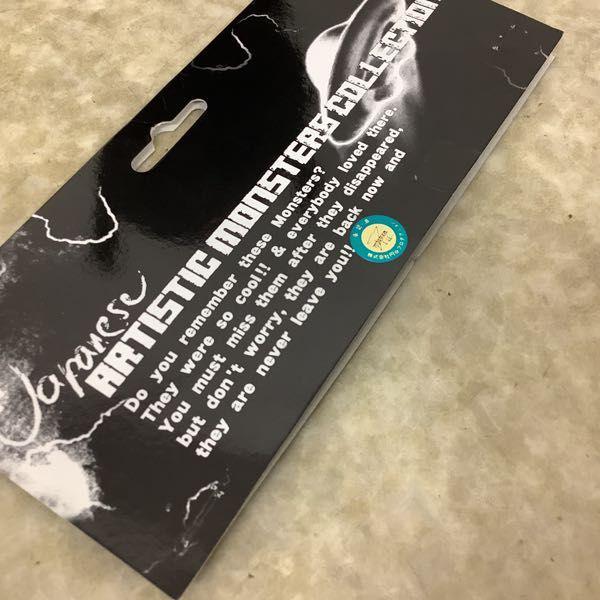 Japanese
ARTISTIC MONSTERS COLLECTION
Do you remember these Monsters?
They were so cool!! & everybody loved there.
You must miss them after they disappeared,
but don't worry, they are back now and
they are never leave you!!